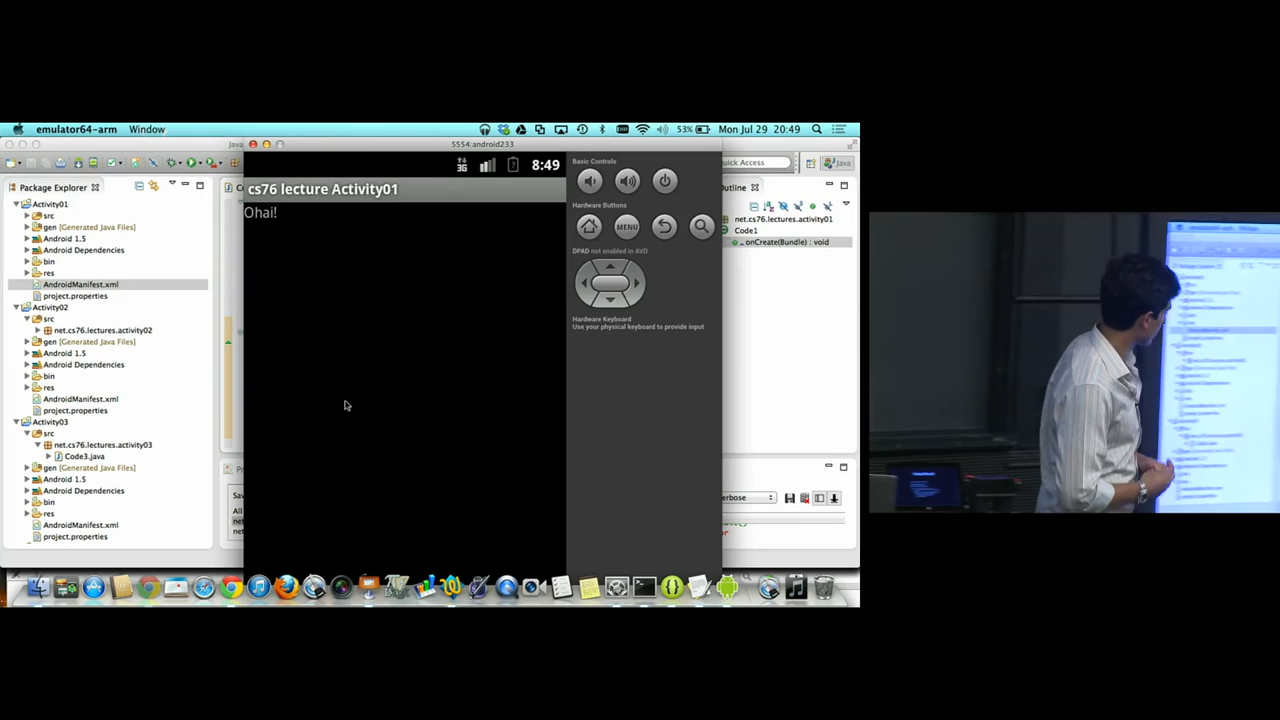 emulator64-arm Window
53% Mon Jul 29 20:49
Java
5554:android233
Quick Access
Java
Package Explorer
Outline
Activity01
src
gen [Generated Java Files]
Android 1.5
Android Dependencies
bin
res
AndroidManifest.xml
project.properties
Activity02
src
net.cs76.lectures.activity02
gen [Generated Java Files]
Android 1.5
Android Dependencies
bin
res
AndroidManifest.xml
project.properties
Activity03
src
net.cs76.lectures.activity03
Code3.java
gen [Generated Java Files]
Android 1.5
Android Dependencies
bin
res
AndroidManifest.xml
project.properties
3G 8:49
cs76 lecture Activity01
Ohai!
Basic Controls
Hardware Buttons
MENU
DPAD not enabled in AVD
Hardware Keyboard
Use your physical keyboard to provide input
net.cs76.lectures.activity01
Code1
onCreate(Bundle) : void
Sav
All